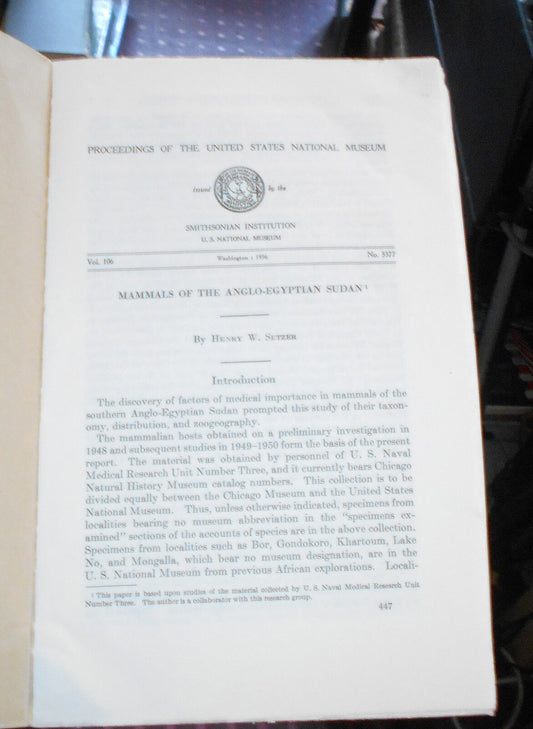 PROCEEDINGS OF THE UNITED STATES NATIONAL MUSEUM
issued by the
SMITHSONIAN INSTITUTION
U. S. NATIONAL MUSEUM
Vol. 106 Washington : 1956 No. 3377
MAMMALS OF THE ANGLO-EGYPTIAN SUDAN ¹
By Henry W. Setzer
Introduction
The discovery of factors of medical importance in mammals of the
southern Anglo-Egyptian Sudan prompted this study of their taxon-
omy, distribution, and zoogeography.
The mammalian hosts obtained on a preliminary investigation in
1948 and subsequent studies in 1949–1950 form the basis of the present
report. The material was obtained by personnel of U. S. Naval
Medical Research Unit Number Three, and it currently bears Chicago
Natural History Museum catalog numbers. This collection is to be
divided equally between the Chicago Museum and the United States
National Museum. Thus, unless otherwise indicated, specimens from
localities bearing no museum abbreviation in the “specimens ex-
amined” sections of the accounts of species are in the above collection.
Specimens from localities such as Bor, Gondokoro, Khartoum, Lake
No, and Mongalla, which bear no museum designation, are in the
U. S. National Museum from previous African explorations. Locali-
¹ This paper is based upon studies of the material collected by U. S. Naval Medical Research Unit
Number Three. The author is a collaborator with this research group.
447